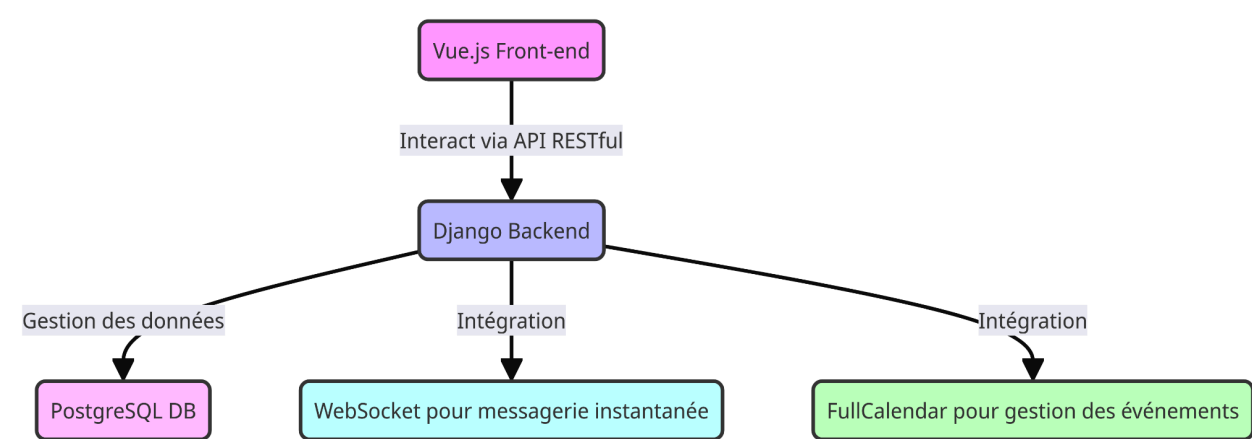 Vue.js Front-end
Interact via API RESTful
Django Backend
Gestion des données
Intégration
Intégration
PostgreSQL DB
WebSocket pour messagerie instantanée
FullCalendar pour gestion des événements